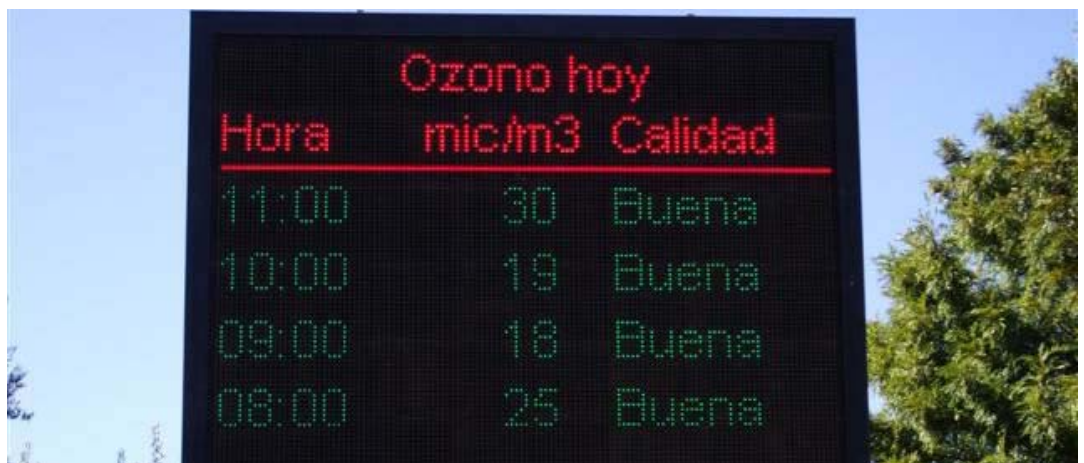 Ozono hoy
Hora mic/m3 Calidad
11:00 30 Buena
10:00 19 Buena
09:00 18 Buena
08:00 25 Buena